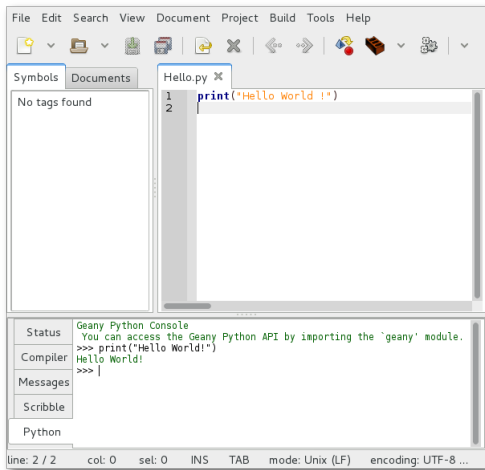 File Edit Search View Document Project Build Tools Help
Symbols Documents
Hello.py
No tags found
1 print("Hello World !")
2
Status
Compiler
Messages
Scribble
Python
Geany Python Console
You can access the Geany Python API by importing the `geany' module.
>>> print("Hello World!")
Hello World!
>>>
line: 2 / 2 col: 0 sel: 0 INS TAB mode: Unix (LF) encoding: UTF-8 ...